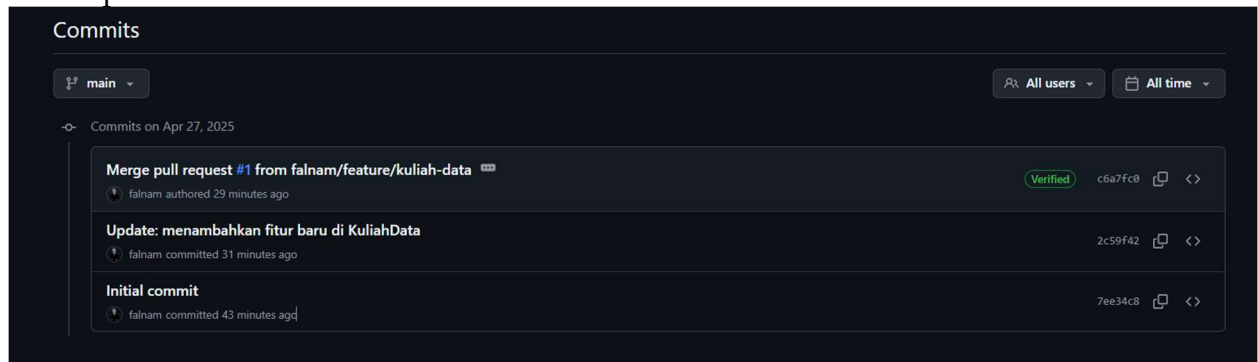 Commits
main
All users
All time
Commits on Apr 27, 2025
Merge pull request #1 from falnam/feature/kuliah-data
falnam authored 29 minutes ago
Verified
c6a7fc0
Update: menambahkan fitur baru di KuliahData
falnam committed 31 minutes ago
2c59f42
Initial commit
falnam committed 43 minutes ago
7ee34c8